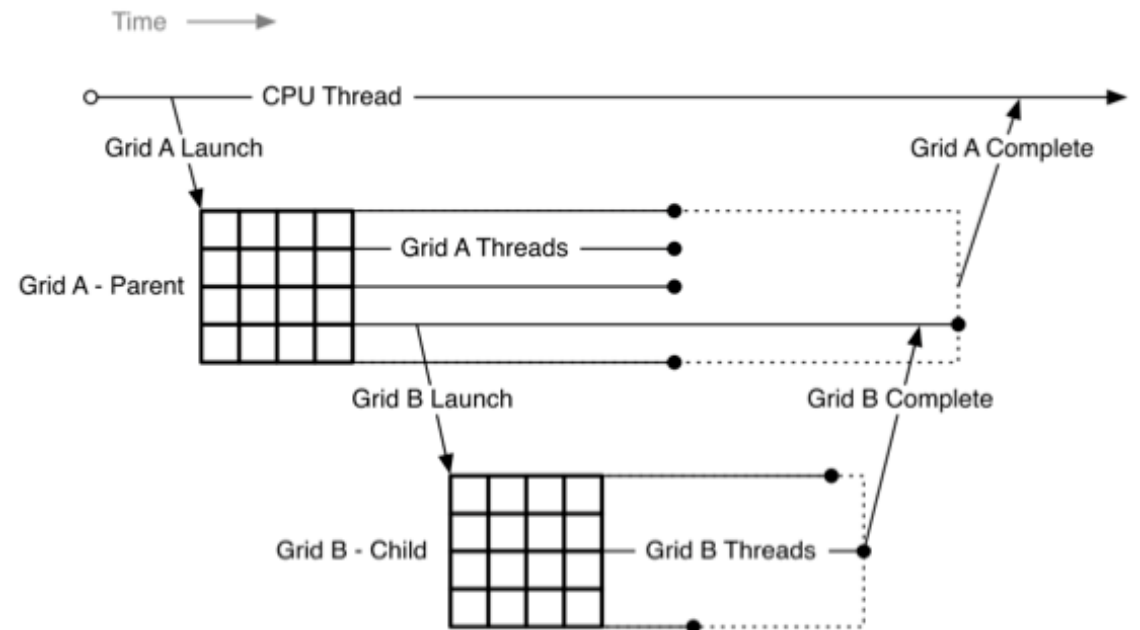 Time
CPU Thread
Grid A Launch
Grid A Complete
Grid A Threads
Grid A - Parent
Grid B Launch
Grid B Complete
Grid B - Child
Grid B Threads